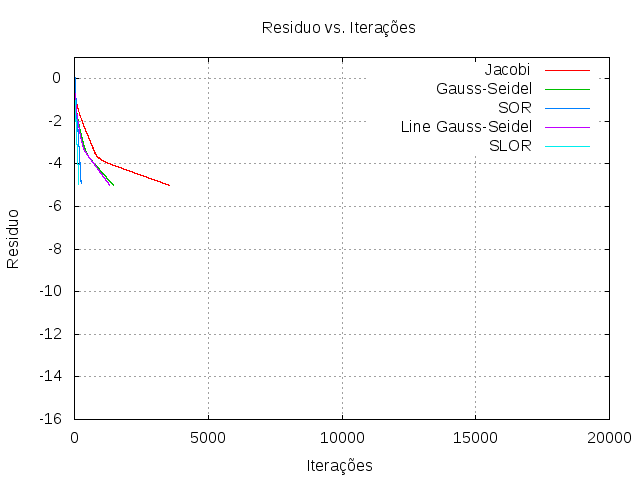 Residuo vs. Iterações
Jacobi
Gauss-Seidel
SOR
Line Gauss-Seidel
SLOR
0
-2
-4
-6
-8
-10
-12
-14
-16
Residuo
0 5000 10000 15000 20000
Iterações